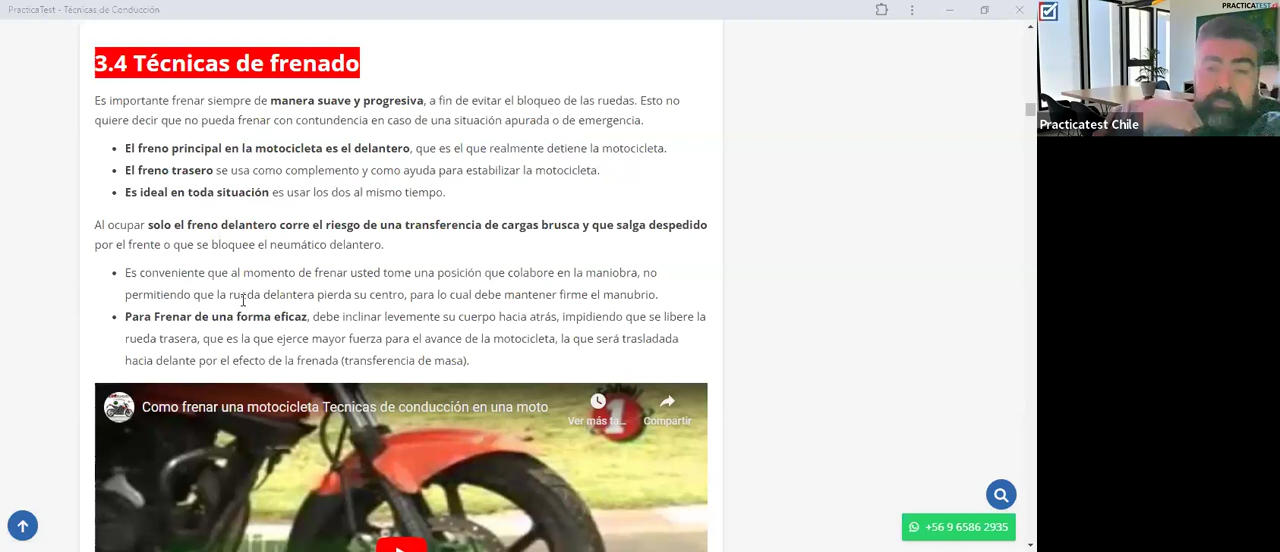 PracticaTest - Técnicas de Conducción
3.4 Técnicas de frenado
Es importante frenar siempre de manera suave y progresiva, a fin de evitar el bloqueo de las ruedas. Esto no
quiere decir que no pueda frenar con contundencia en caso de una situación apurada o de emergencia.
• El freno principal en la motocicleta es el delantero, que es el que realmente detiene la motocicleta.
• El freno trasero se usa como complemento y como ayuda para estabilizar la motocicleta.
• Es ideal en toda situación es usar los dos al mismo tiempo.
Al ocupar solo el freno delantero corre el riesgo de una transferencia de cargas brusca y que salga despedido
por el frente o que se bloquee el neumático delantero.
• Es conveniente que al momento de frenar usted tome una posición que colabore en la maniobra, no
permitiendo que la rueda delantera pierda su centro, para lo cual debe mantener firme el manubrio.
• Para Frenar de una forma eficaz, debe inclinar levemente su cuerpo hacia atrás, impidiendo que se libere la
rueda trasera, que es la que ejerce mayor fuerza para el avance de la motocicleta, la que será trasladada
hacia delante por el efecto de la frenada (transferencia de masa).
Como frenar una motocicleta Tecnicas de conducción en una moto
Ver más ta...
Compartir
1
+56 9 6586 2935
PRACTICATEST
Practicatest Chile